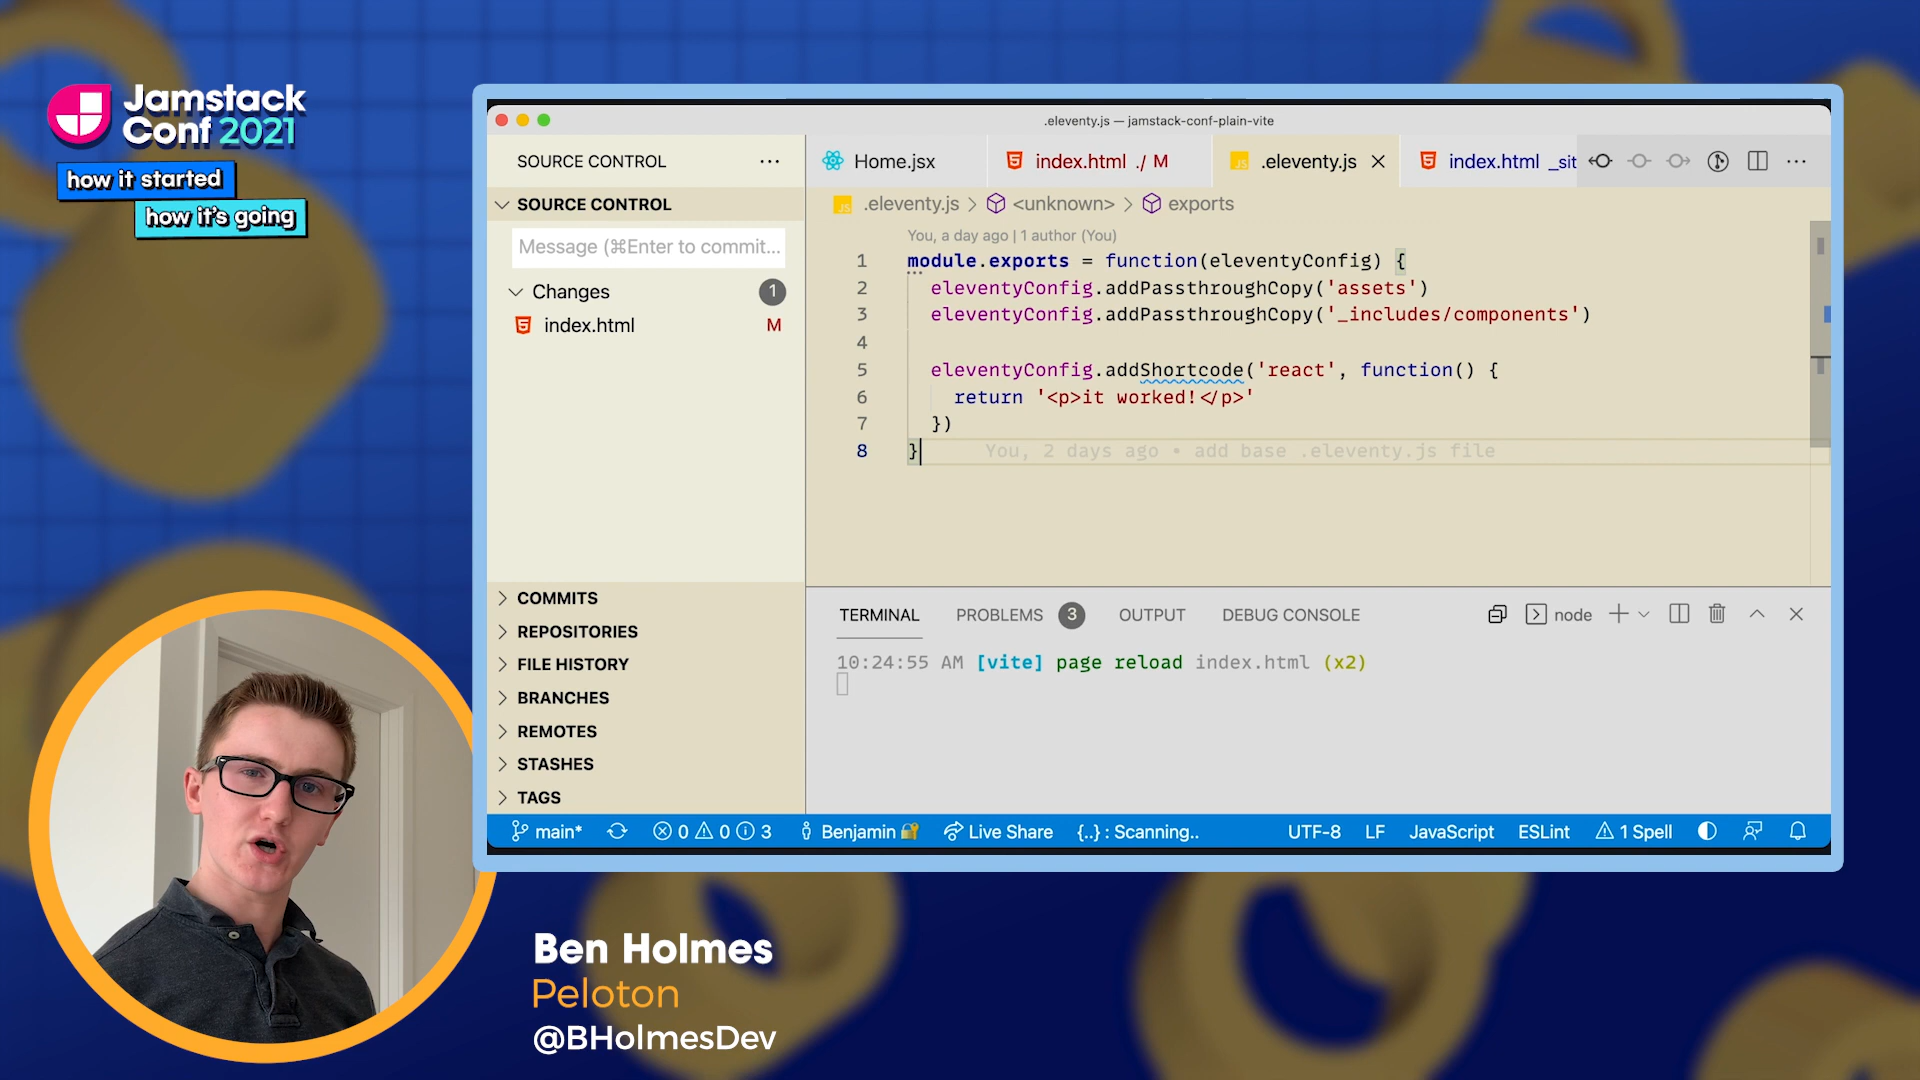 Jamstack
Conf 2021
how it started
how it's going
.eleventy.js — jamstack-conf-plain-vite
SOURCE CONTROL
Home.jsx
index.html ./ M
.eleventy.js
index.html _sit
SOURCE CONTROL
.eleventy.js > <unknown> > exports
Message (⌘Enter to commit...
Changes 1
index.html M
You, a day ago | 1 author (You)
1 module.exports = function(eleventyConfig) {
2 eleventyConfig.addPassthroughCopy('assets')
3 eleventyConfig.addPassthroughCopy('_includes/components')
4
5 eleventyConfig.addShortcode('react', function() {
6 return '<p>it worked!</p>'
7 })
8 } You, 2 days ago • add base .eleventy.js file
COMMITS
REPOSITORIES
FILE HISTORY
BRANCHES
REMOTES
STASHES
TAGS
TERMINAL PROBLEMS 3 OUTPUT DEBUG CONSOLE node
10:24:55 AM [vite] page reload index.html (x2)
main* 0 0 3 Benjamin Live Share {..} : Scanning.. UTF-8 LF JavaScript ESLint 1 Spell
Ben Holmes
Peloton
@BHolmesDev